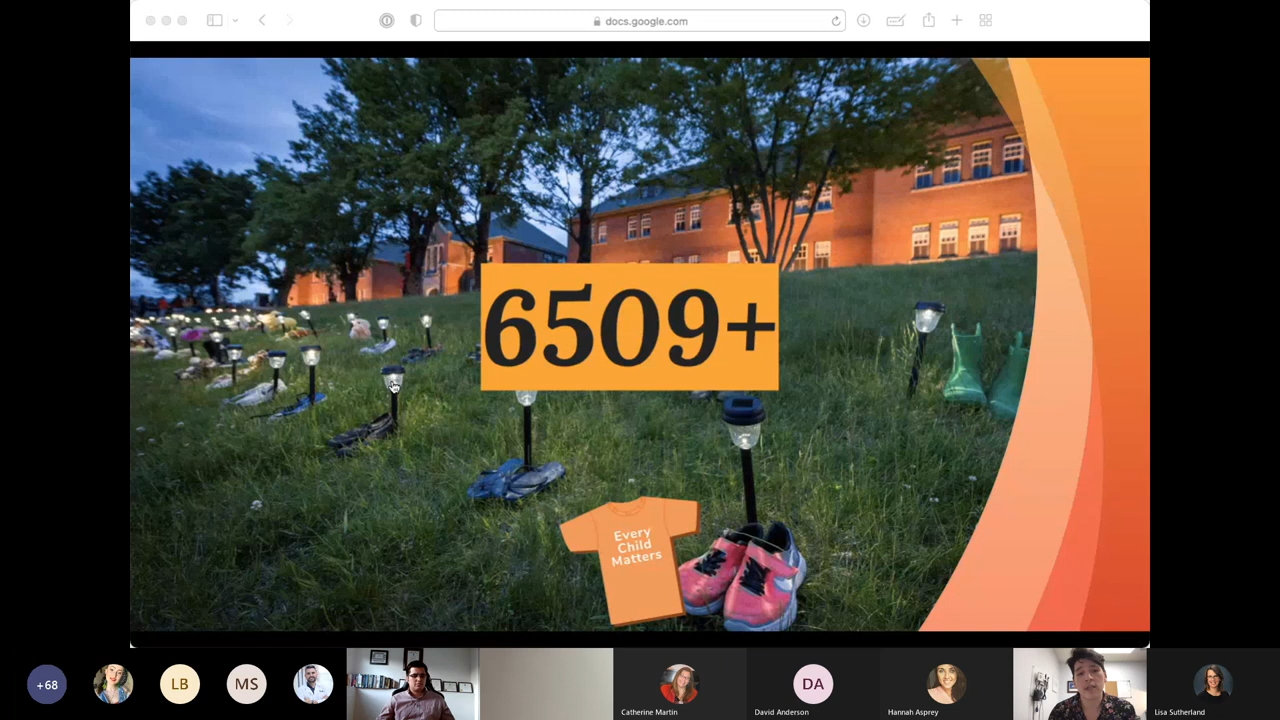 docs.google.com
6509+
Every
Child
Matters
+68
LB
MS
Catherine Martin
DA
David Anderson
Hannah Asprey
Lisa Sutherland